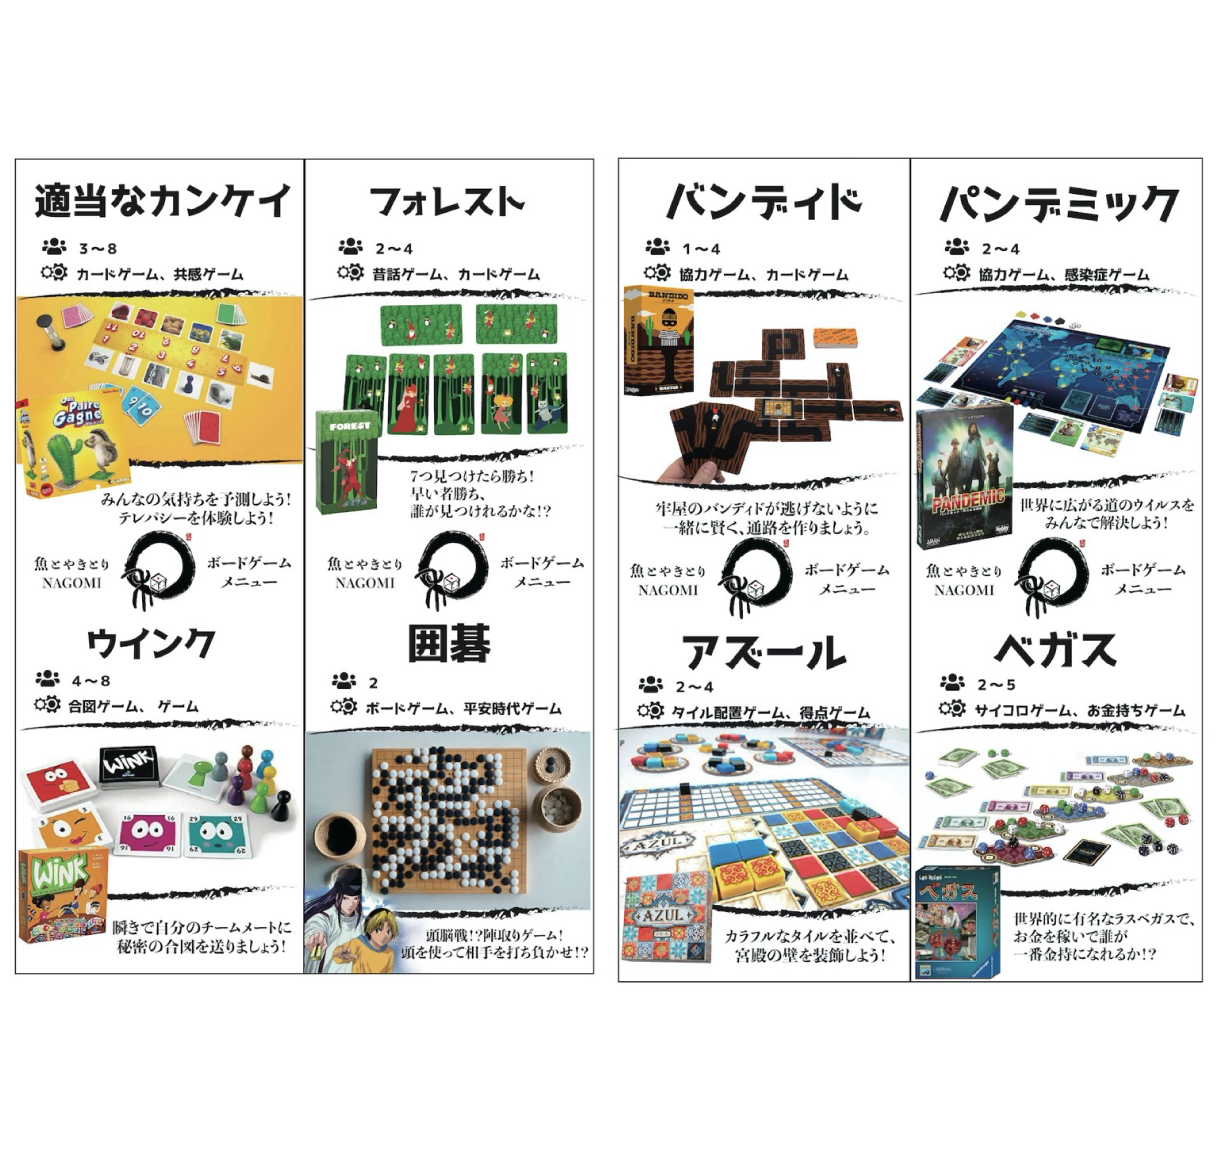 適当なカンケイ
3〜8
カードゲーム、共感ゲーム
Qui Paire Gagne
みんなの気持ちを予測しよう!
テレパシーを体験しよう!
魚とやきとり
NAGOMI
ボードゲーム
メニュー
フォレスト
2〜4
昔話ゲーム、カードゲーム
FOREST
7つ見つけたら勝ち!
早い者勝ち、
誰が見つけれるかな!?
魚とやきとり
NAGOMI
ボードゲーム
メニュー
バンディド
1〜4
協力ゲーム、カードゲーム
BANDIDO
牢屋のバンディドが逃げないように
一緒に賢く、通路を作りましょう。
魚とやきとり
NAGOMI
ボードゲーム
メニュー
パンデミック
2〜4
協力ゲーム、感染症ゲーム
PANDEMIC
世界に広がる道のウイルスを
みんなで解決しよう!
魚とやきとり
NAGOMI
ボードゲーム
メニュー
ウインク
4〜8
合図ゲーム、 ゲーム
WINK
16 16
29 29
WINK
瞬きで自分のチームメートに
秘密の合図を送りましょう!
囲碁
2
ボードゲーム、平安時代ゲーム
頭脳戦!?陣取りゲーム!
頭を使って相手を打ち負かせ!?
アズール
2〜4
タイル配置ゲーム、得点ゲーム
AZUL
AZUL
カラフルなタイルを並べて、
宮殿の壁を装飾しよう!
ベガス
2〜5
サイコロゲーム、お金持ちゲーム
ベガス
世界的に有名なラスベガスで、
お金を稼いで誰が
一番金持になれるか!?